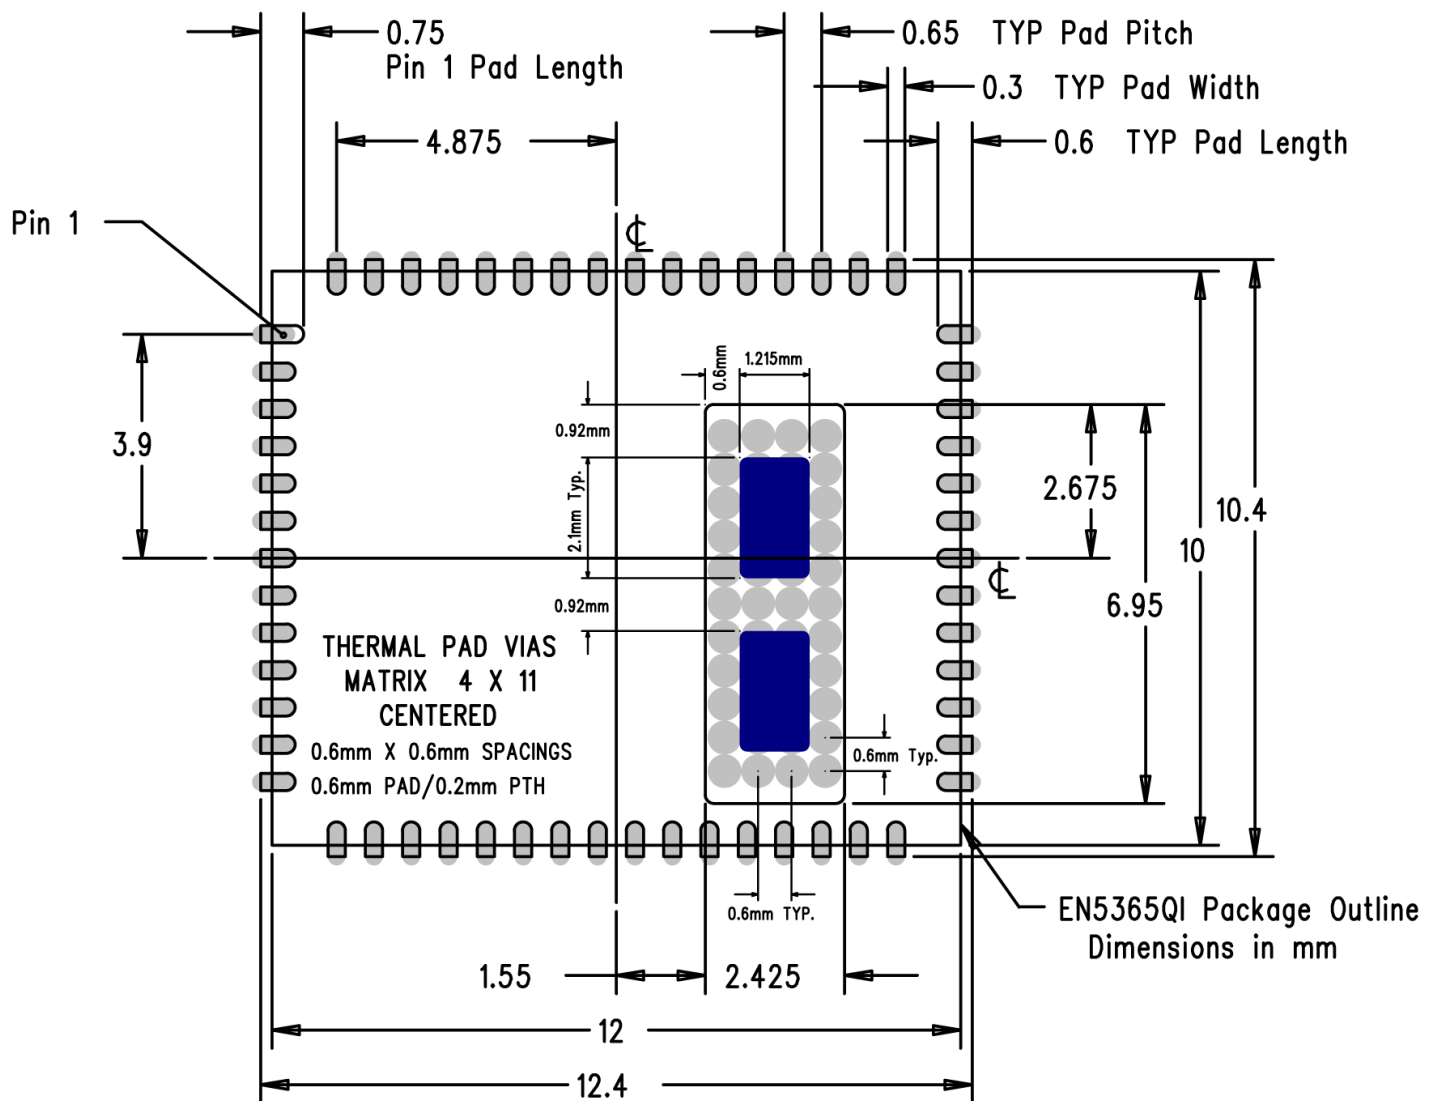 0.75
Pin 1 Pad Length
0.65 TYP Pad Pitch
0.3 TYP Pad Width
4.875
0.6 TYP Pad Length
Pin 1
℄
0.6mm
1.215mm
0.92mm
3.9
2.1mm Typ.
2.675
10.4
10
℄
0.92mm
6.95
THERMAL PAD VIAS
MATRIX 4 X 11
CENTERED
0.6mm X 0.6mm SPACINGS
0.6mm PAD/0.2mm PTH
0.6mm Typ.
0.6mm TYP.
EN5365QI Package Outline
Dimensions in mm
1.55
2.425
12
12.4